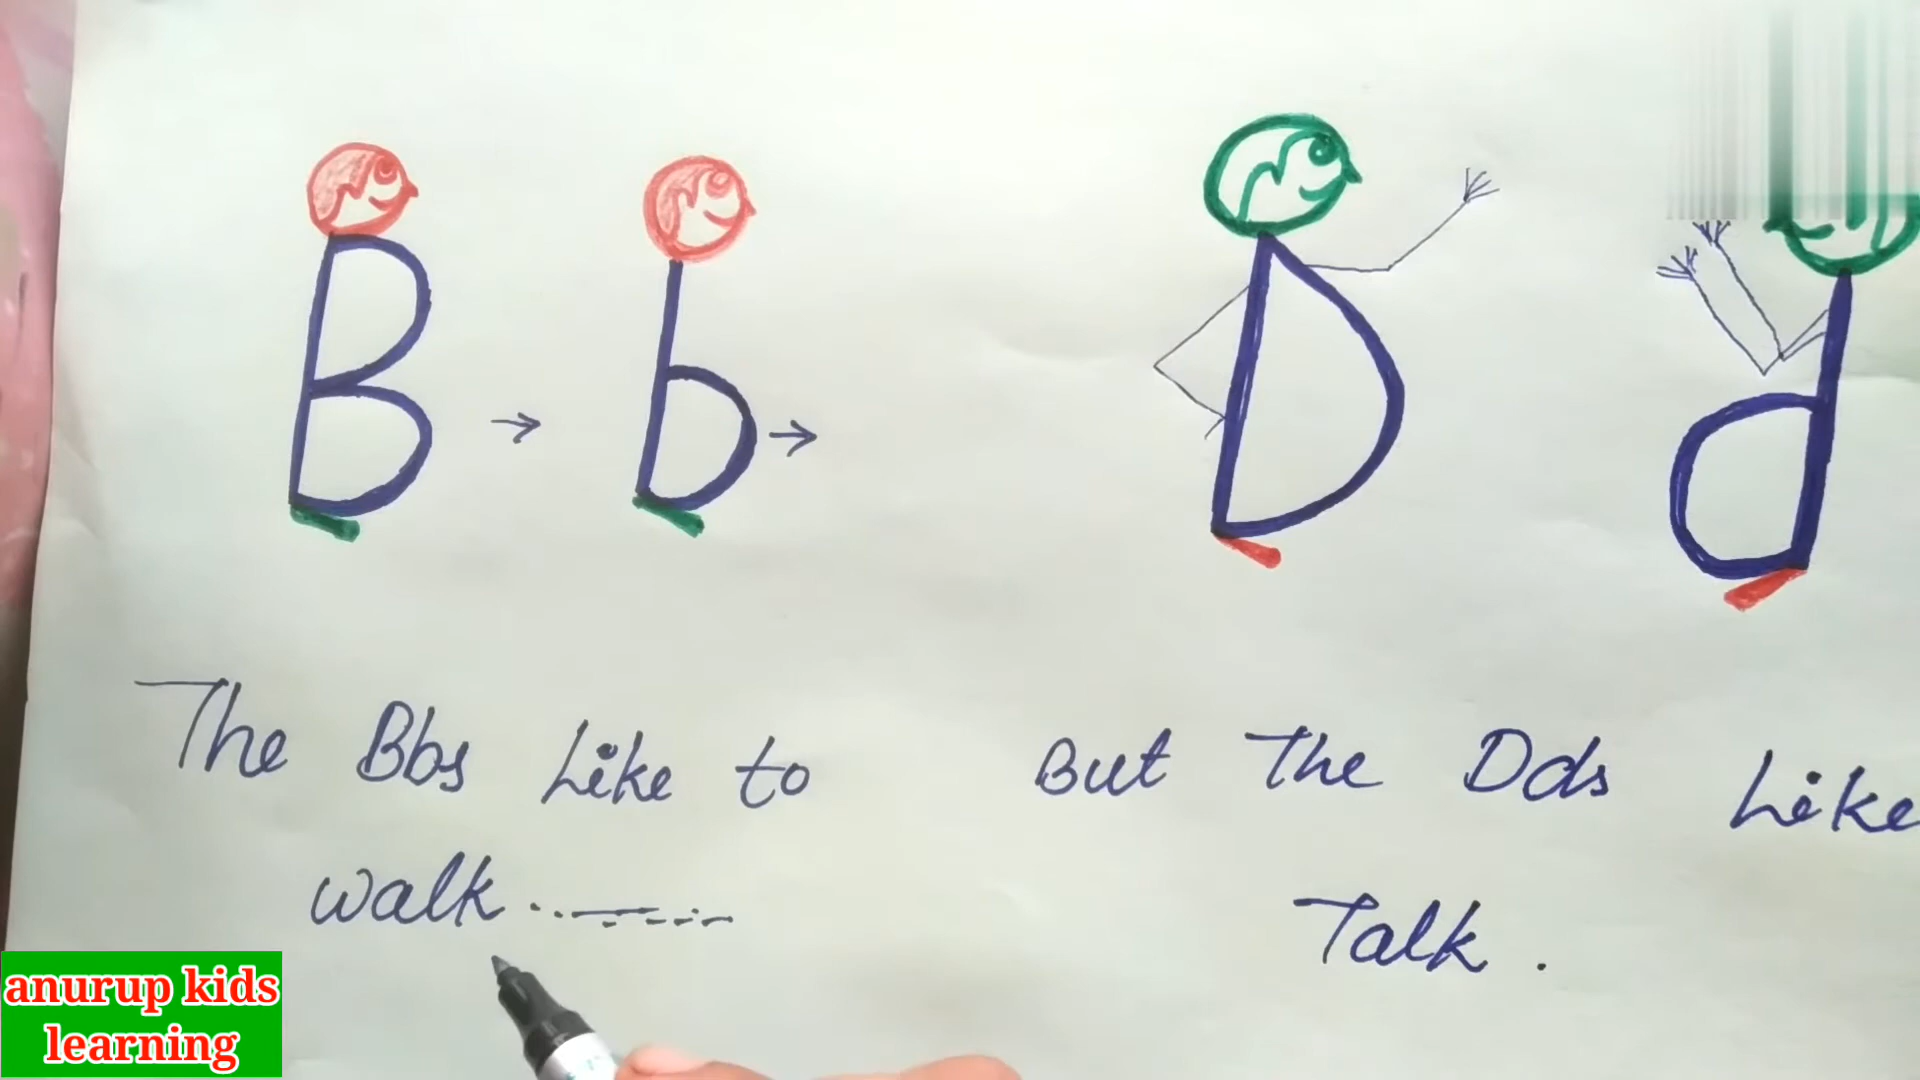 B b D d
The Bbs Like to
walk
But The Dds Like
Talk.
anurup kids
learning